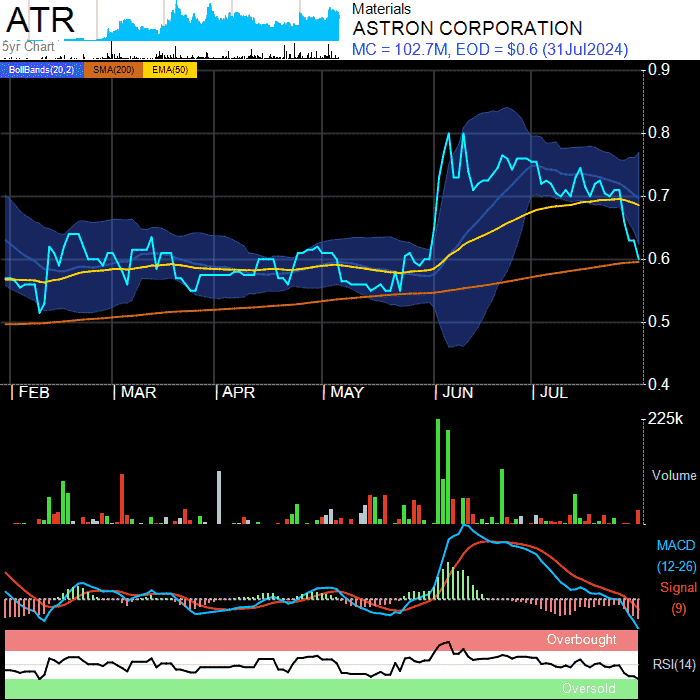 ATR
5yr Chart
Materials
ASTRON CORPORATION
MC = 102.7M, EOD = $0.6 (31Jul2024)
BollBands(20,2) SMA(200) EMA(50)
0.9
0.8
0.7
0.6
0.5
0.4
FEB MAR APR MAY JUN JUL
225k
Volume
MACD
(12-26)
Signal
(9)
Overbought
RSI(14)
Oversold